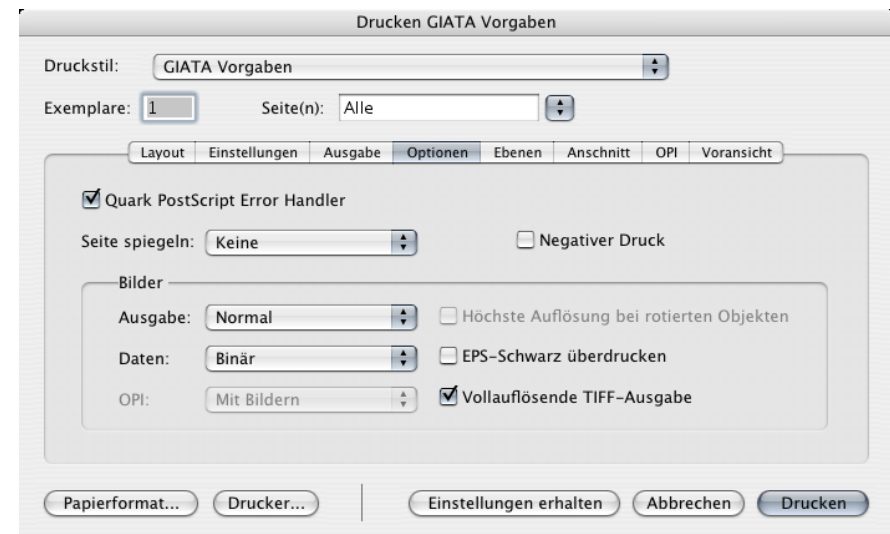 Drucken GIATA Vorgaben
Druckstil: GIATA Vorgaben
Exemplare: 1 Seite(n): Alle
Layout Einstellungen Ausgabe Optionen Ebenen Anschnitt OPI Voransicht
Quark PostScript Error Handler
Seite spiegeln: Keine Negativer Druck
Bilder
Ausgabe: Normal Höchste Auflösung bei rotierten Objekten
Daten: Binär EPS-Schwarz überdrucken
OPI: Mit Bildern Vollauflösende TIFF-Ausgabe
Papierformat... Drucker... Einstellungen erhalten Abbrechen Drucken